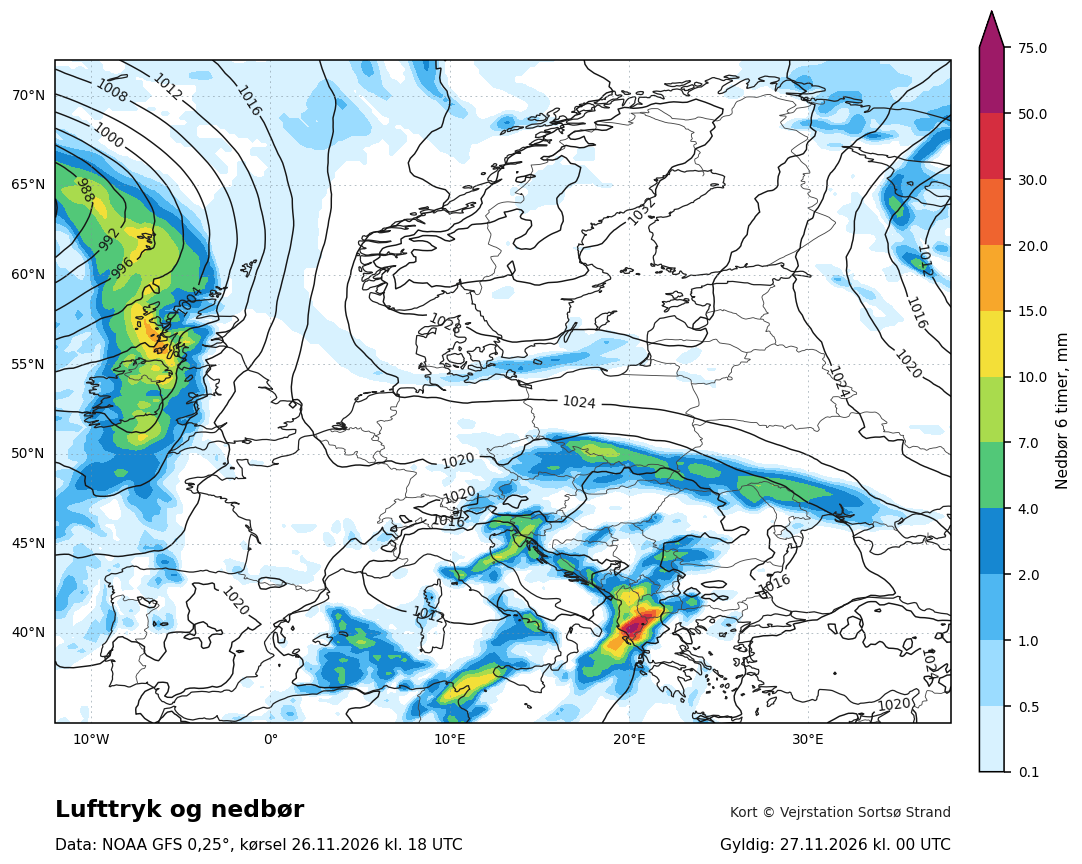 75.0
50.0
30.0
20.0
15.0
10.0
7.0
4.0
2.0
1.0
0.5
0.1
Nedbør 6 timer, mm
70°N
65°N
60°N
55°N
50°N
45°N
40°N
10°W
0°
10°E
20°E
30°E
1008
1012
1016
1000
988
992
996
1004
1032
1028
1012
1016
1020
1024
1024
1020
1020
1016
1016
1012
1020
1024
1020
Lufttryk og nedbør
Kort © Vejrstation Sortsø Strand
Data: NOAA GFS 0,25°, kørsel 26.11.2026 kl. 18 UTC
Gyldig: 27.11.2026 kl. 00 UTC